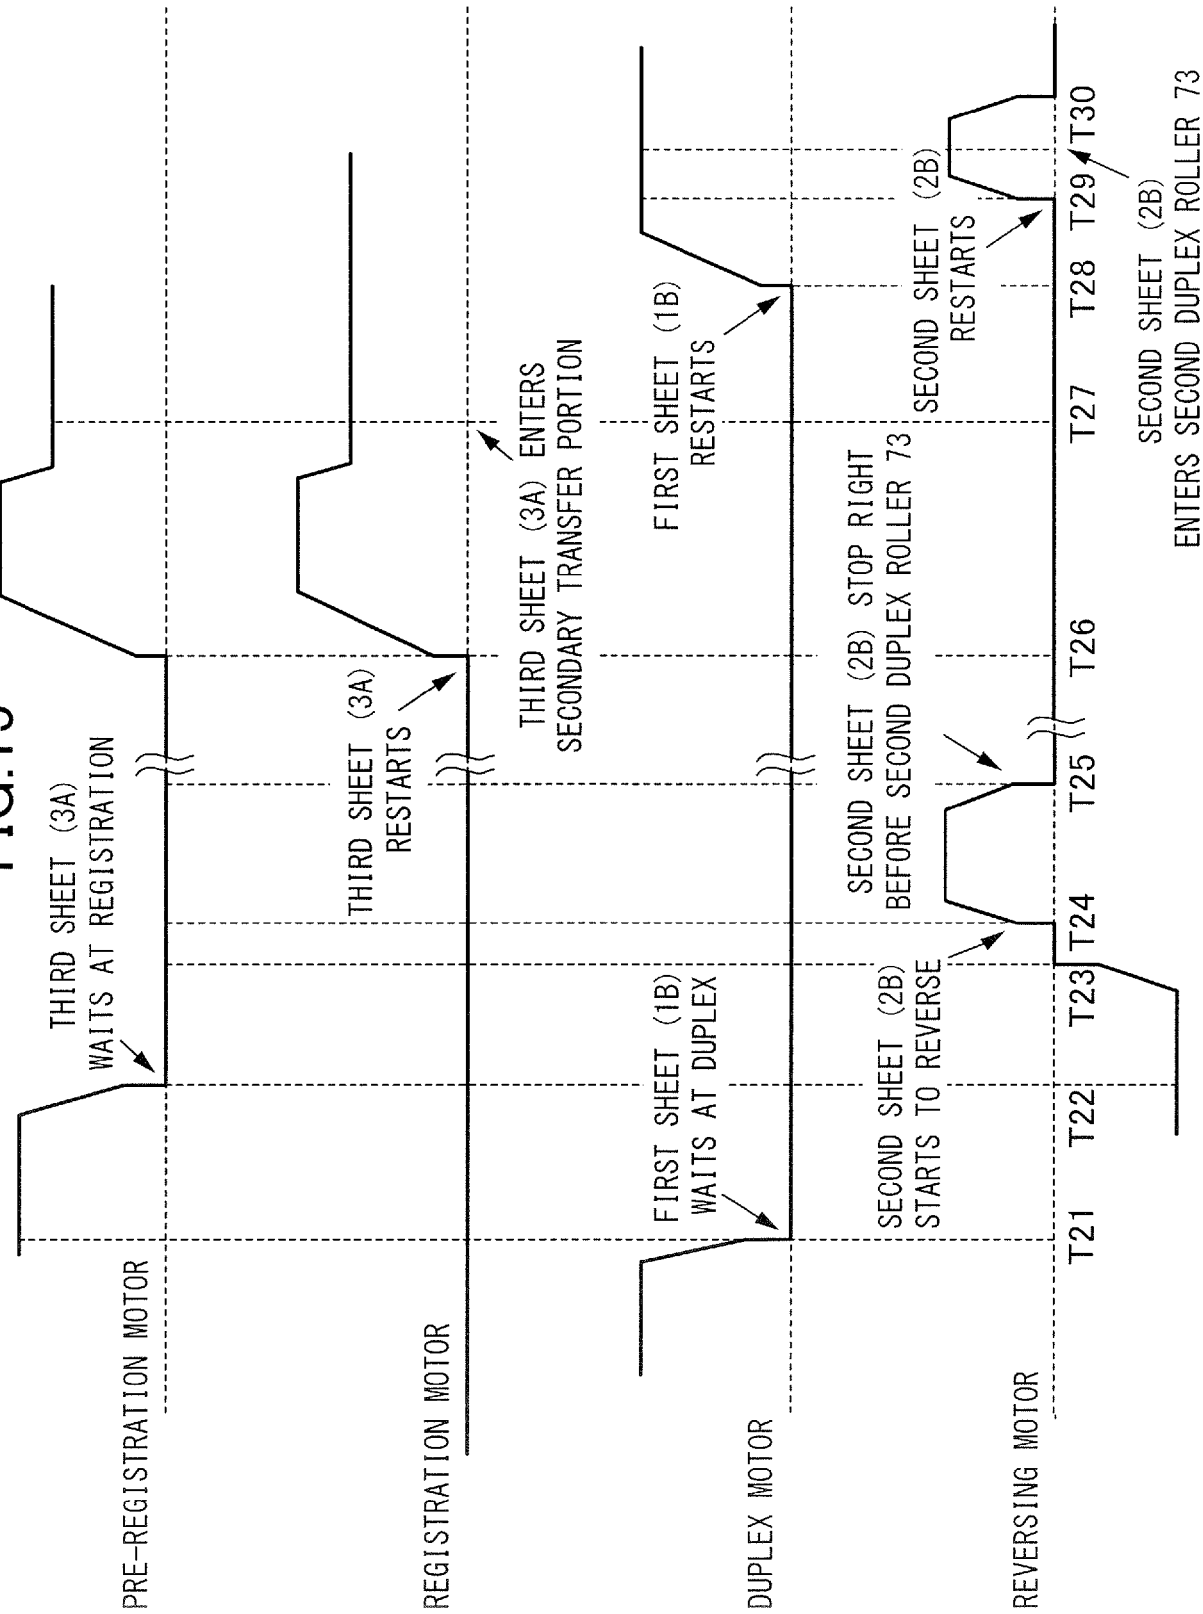 THIRD SHEET (3A)
WAITS AT REGISTRATION
PRE-REGISTRATION MOTOR
THIRD SHEET (3A)
RESTARTS
REGISTRATION MOTOR
THIRD SHEET (3A) ENTERS
SECONDARY TRANSFER PORTION
FIRST SHEET (1B)
WAITS AT DUPLEX
FIRST SHEET (1B)
RESTARTS
DUPLEX MOTOR
SECOND SHEET (2B)
STARTS TO REVERSE
SECOND SHEET (2B) STOP RIGHT
BEFORE SECOND DUPLEX ROLLER 73
SECOND SHEET (2B)
RESTARTS
REVERSING MOTOR
T21 T22 T23 T24 T25 T26 T27 T28 T29 T30
SECOND SHEET (2B)
ENTERS SECOND DUPLEX ROLLER 73